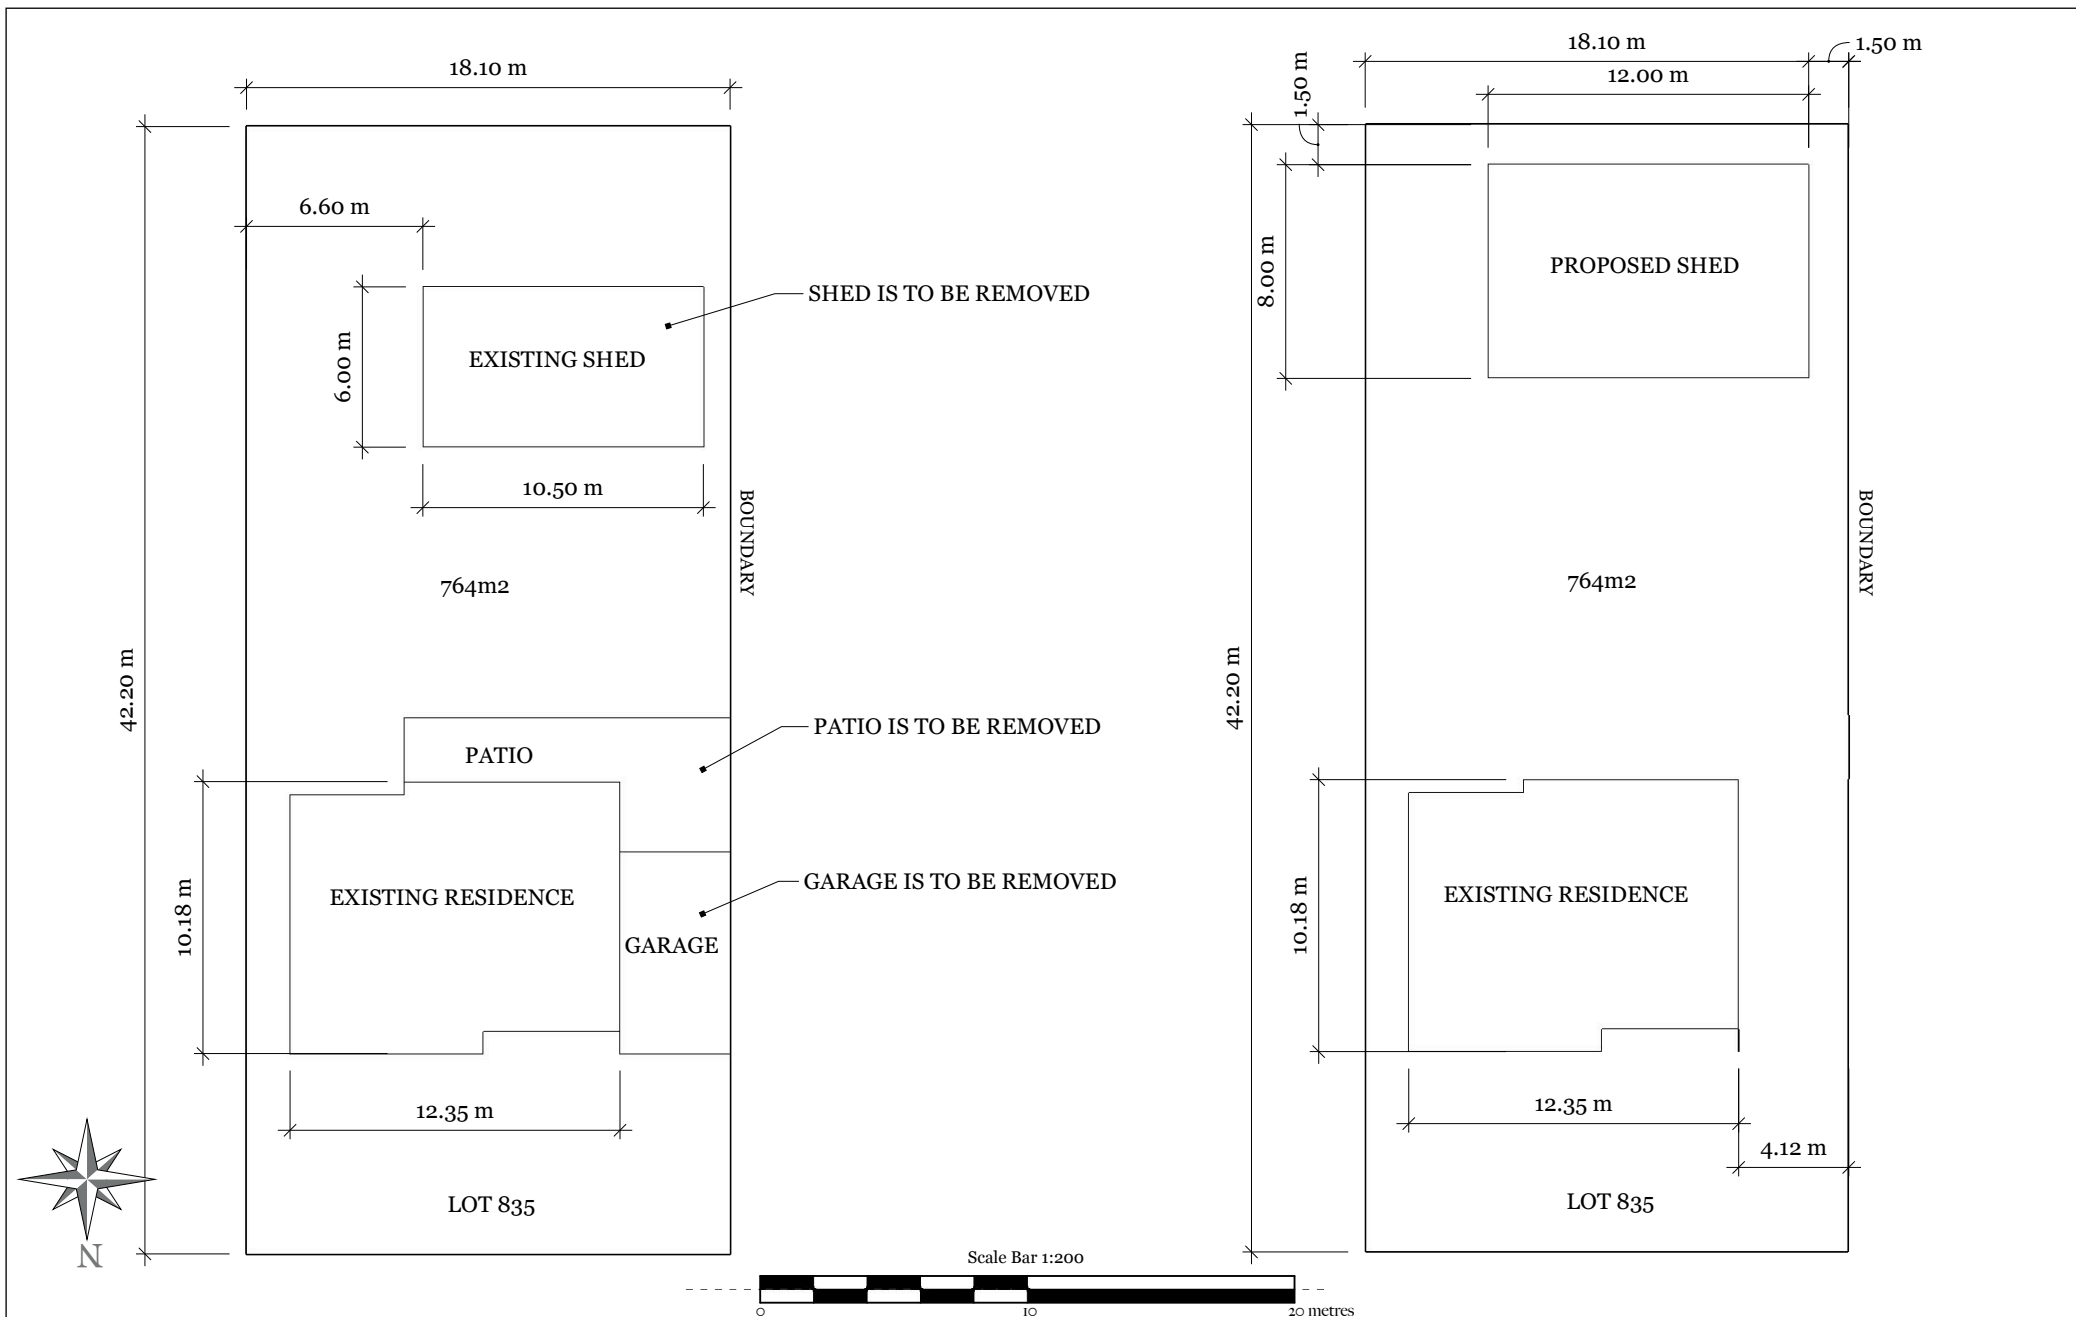 18.10 m
6.60 m
SHED IS TO BE REMOVED
EXISTING SHED
6.00 m
10.50 m
BOUNDARY
764m2
42.20 m
PATIO IS TO BE REMOVED
PATIO
GARAGE IS TO BE REMOVED
EXISTING RESIDENCE
10.18 m
GARAGE
12.35 m
LOT 835
N
18.10 m
1.50 m
12.00 m
1.50 m
PROPOSED SHED
8.00 m
BOUNDARY
764m2
42.20 m
EXISTING RESIDENCE
10.18 m
12.35 m
4.12 m
LOT 835
Scale Bar 1:200
0 10 20 metres